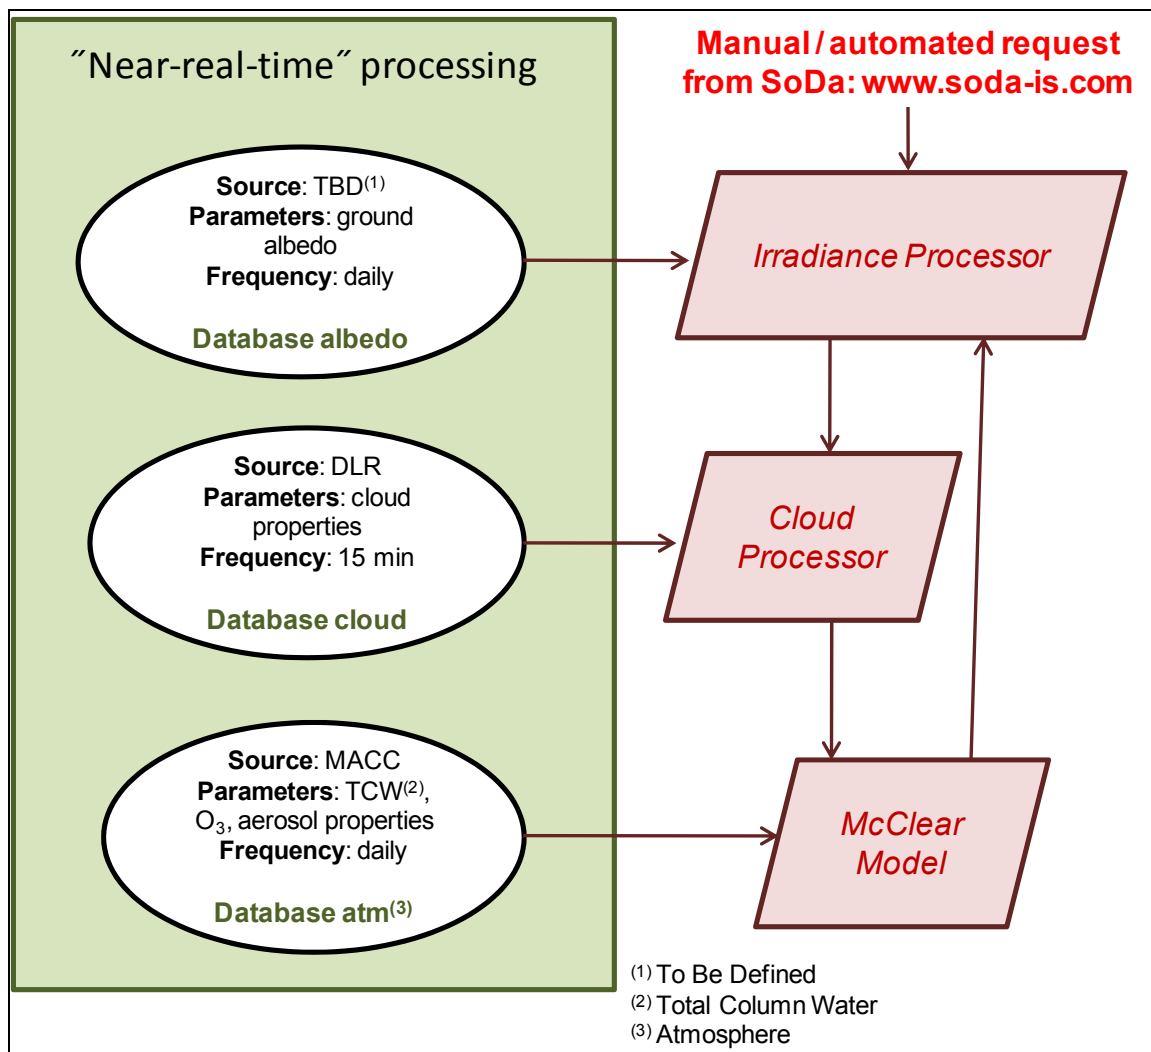 ˝Near-real-time˝ processing
Manual / automated request
from SoDa: www.soda-is.com
Source: TBD(1)
Parameters: ground
albedo
Frequency: daily
Database albedo
Irradiance Processor
Source: DLR
Parameters: cloud
properties
Frequency: 15 min
Database cloud
Cloud
Processor
Source: MACC
Parameters: TCW(2),
O3, aerosol properties
Frequency: daily
Database atm(3)
McClear
Model
(1) To Be Defined
(2) Total Column Water
(3) Atmosphere